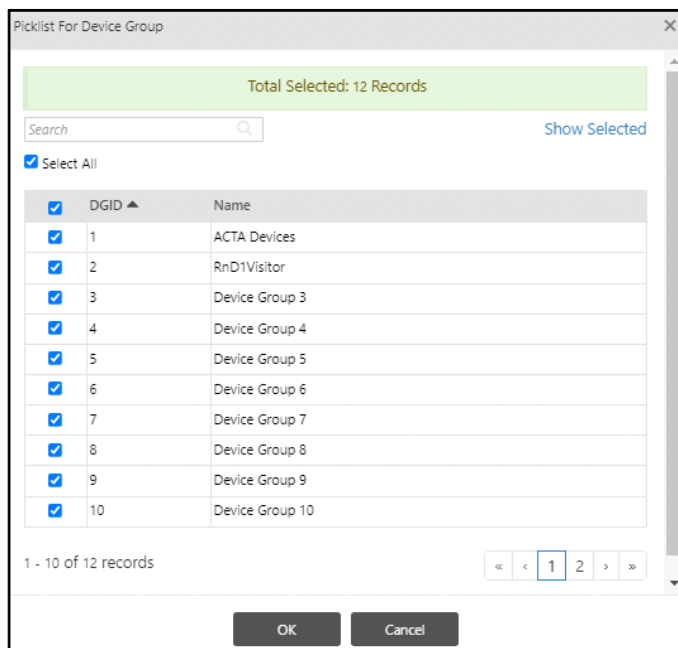 Picklist For Device Group ×
Total Selected: 12 Records
Search Show Selected
Select All
DGID ▲ Name
1 ACTA Devices
2 RnD1Visitor
3 Device Group 3
4 Device Group 4
5 Device Group 5
6 Device Group 6
7 Device Group 7
8 Device Group 8
9 Device Group 9
10 Device Group 10
1 - 10 of 12 records « ‹ 1 2 › »
OK Cancel